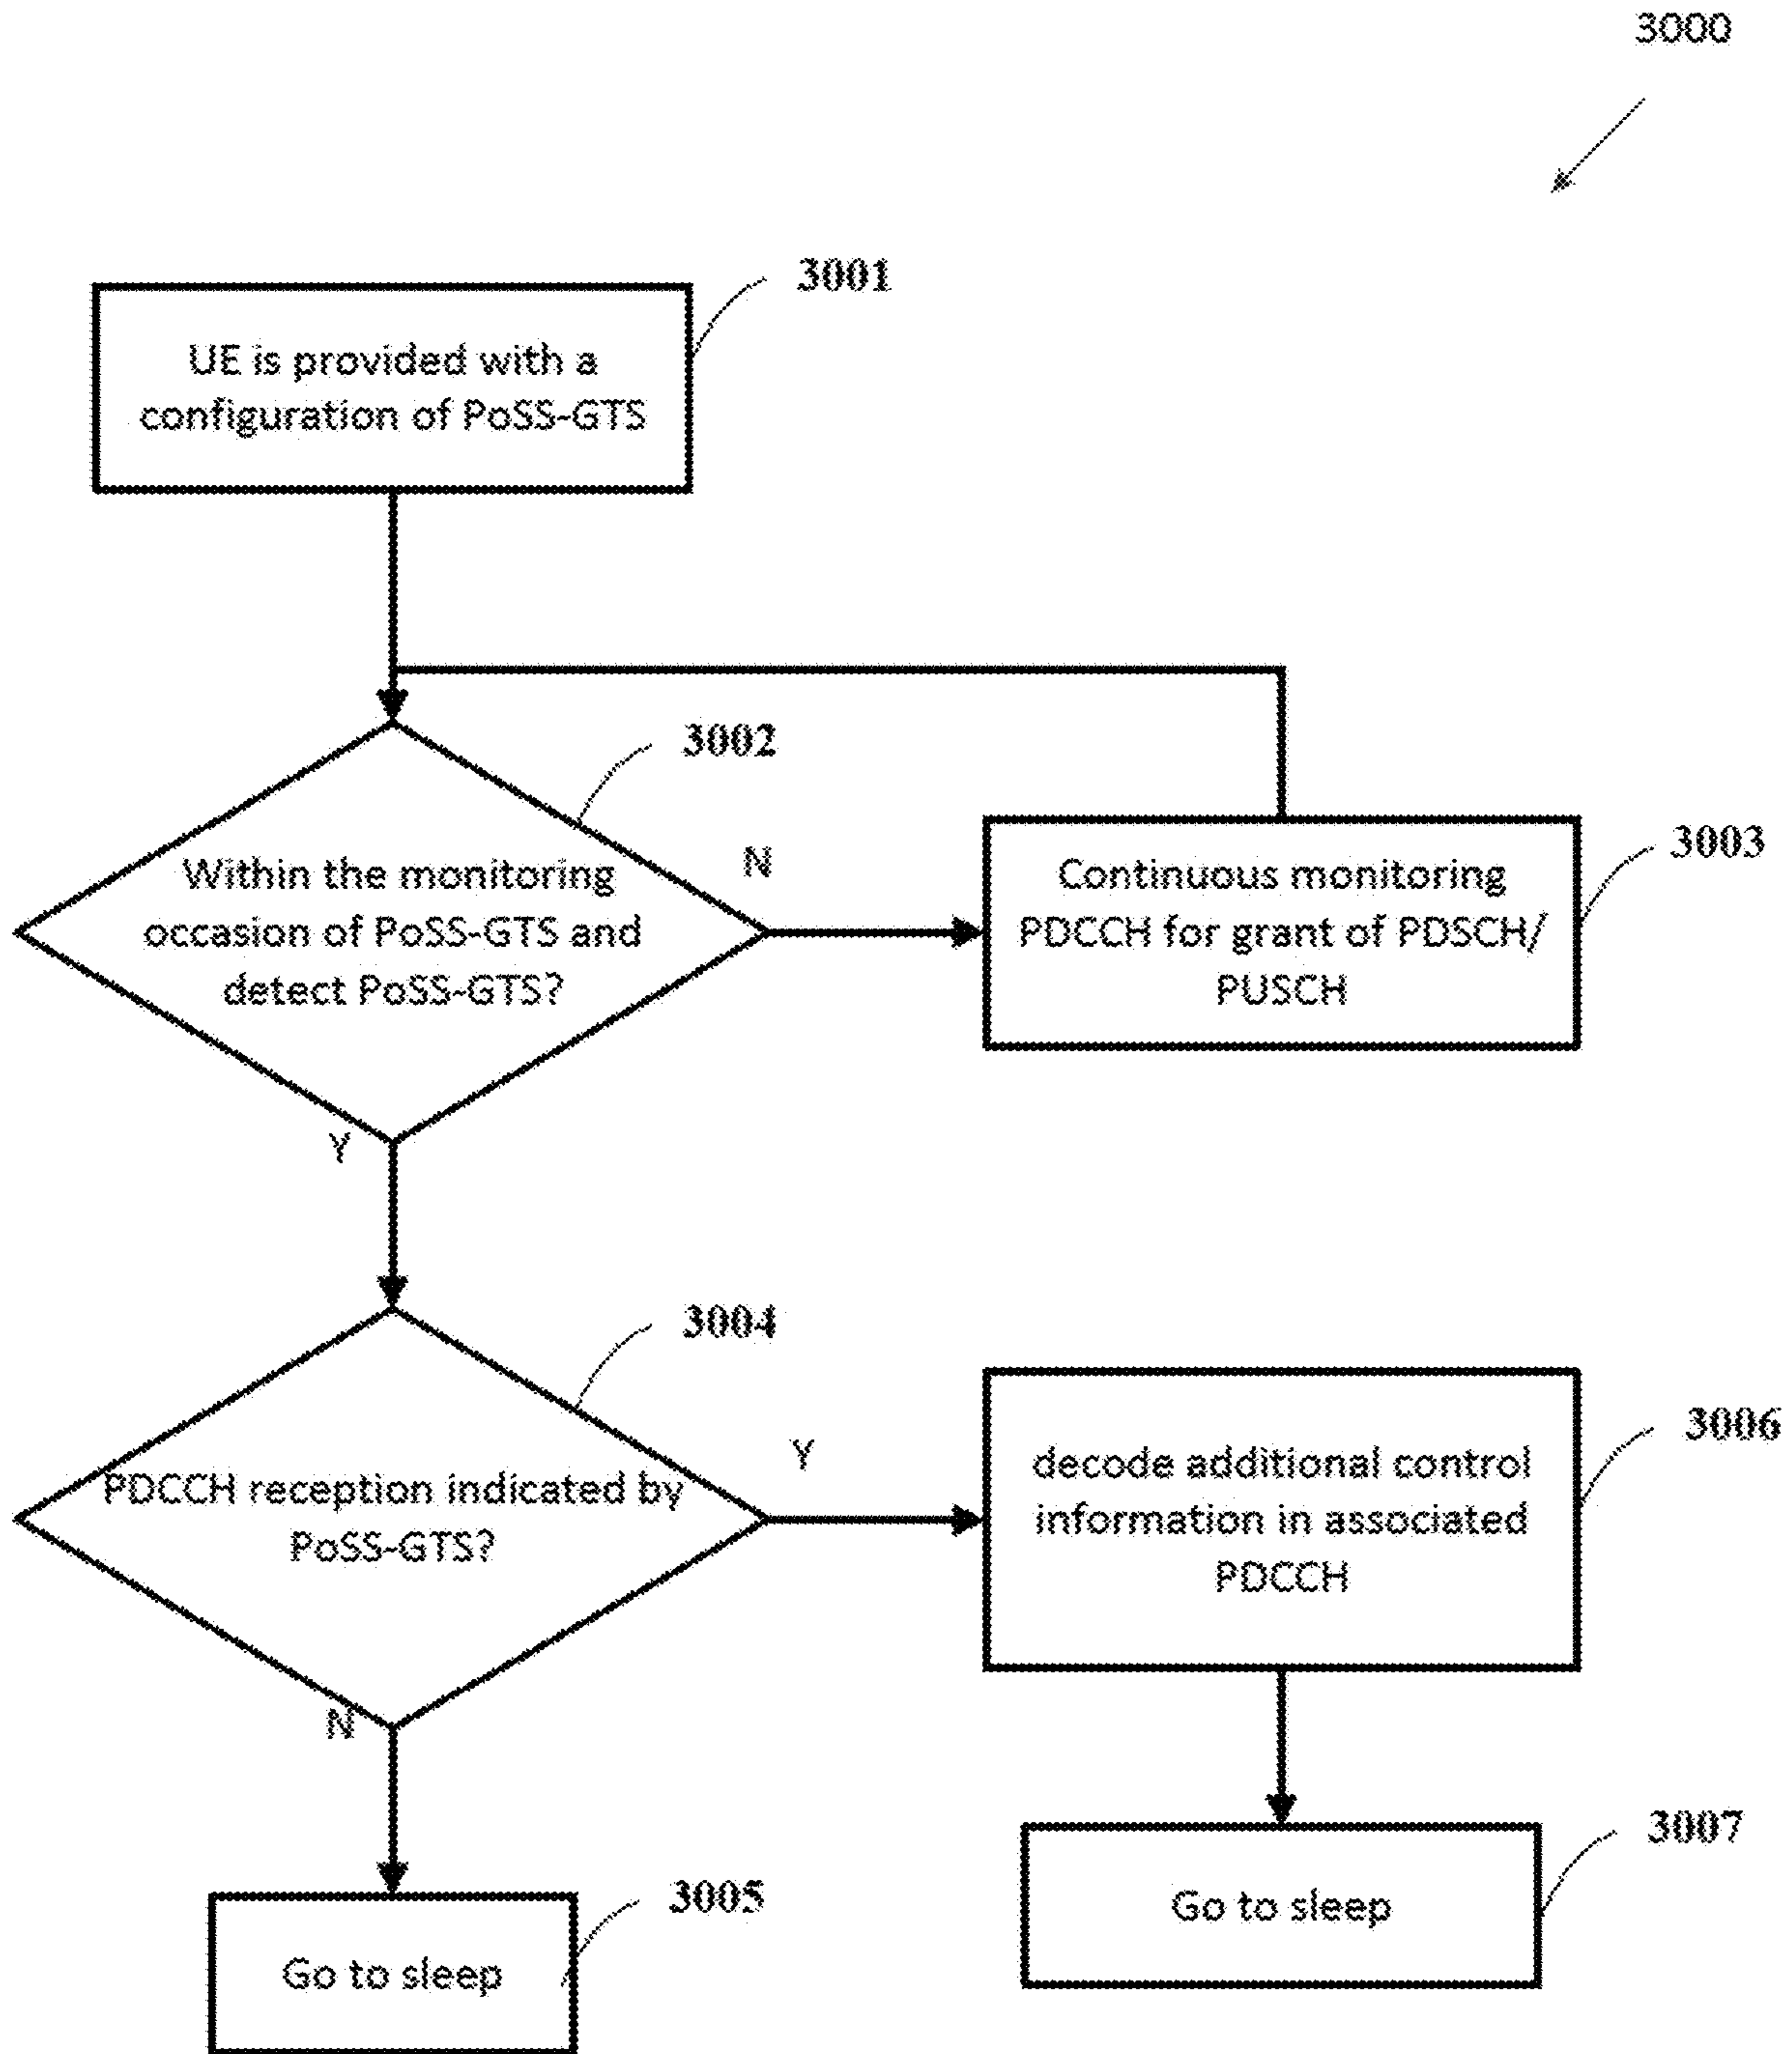 3000
3001
UE is provided with a
configuration of PoSS-GTS
3002
Within the monitoring
occasion of PoSS-GTS and
detect PoSS-GTS?
N
3003
Continuous monitoring
PDCCH for grant of PDSCH/
PUSCH
Y
3004
PDCCH reception indicated by
PoSS-GTS?
Y
3006
decode additional control
information in associated
PDCCH
N
3005
Go to sleep
3007
Go to sleep